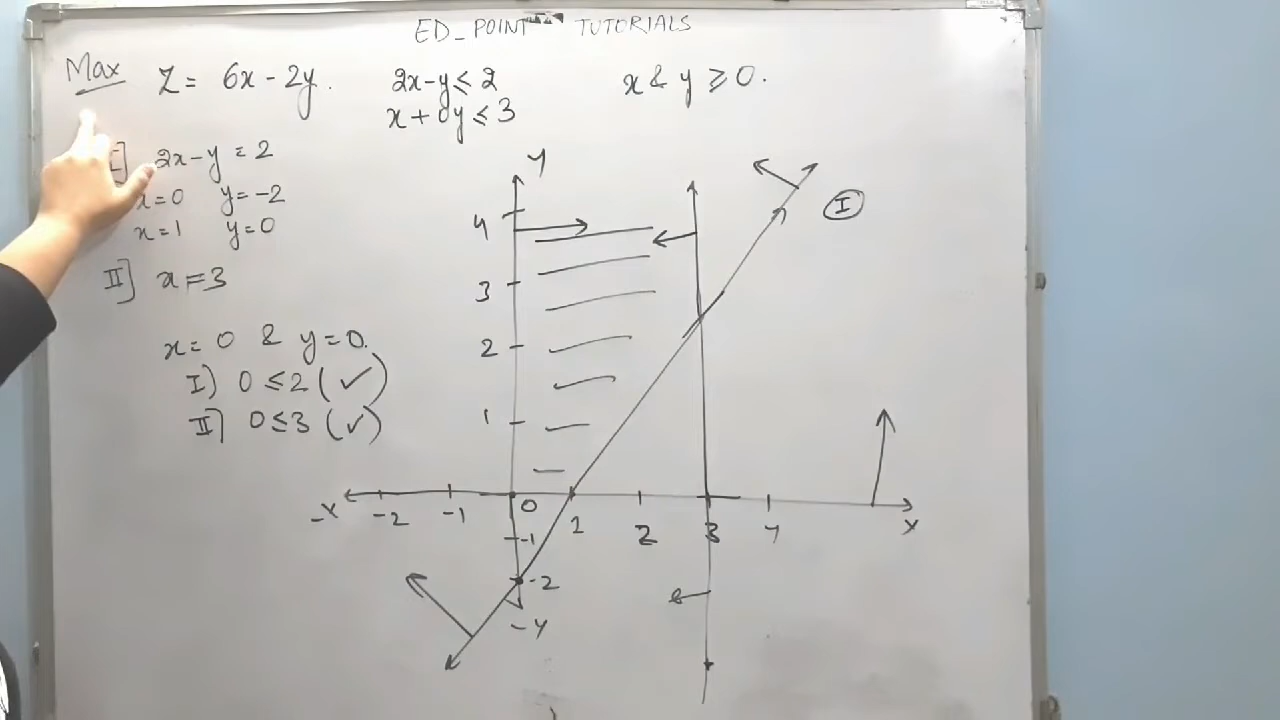 ED_POINT TUTORIALS
Max Z = 6x - 2y. 2x-y ≤ 2 x & y ≥ 0.
x + 0y ≤ 3
I] 2x-y = 2
x=0 y=-2
x=1 y=0
II] x=3
x=0 & y=0.
I) 0 ≤ 2 (✓)
II] 0 ≤ 3 (✓)
Y
I
4
3
2
1
-x -2 -1 0 1 2 3 4 x
-1
-2
-Y